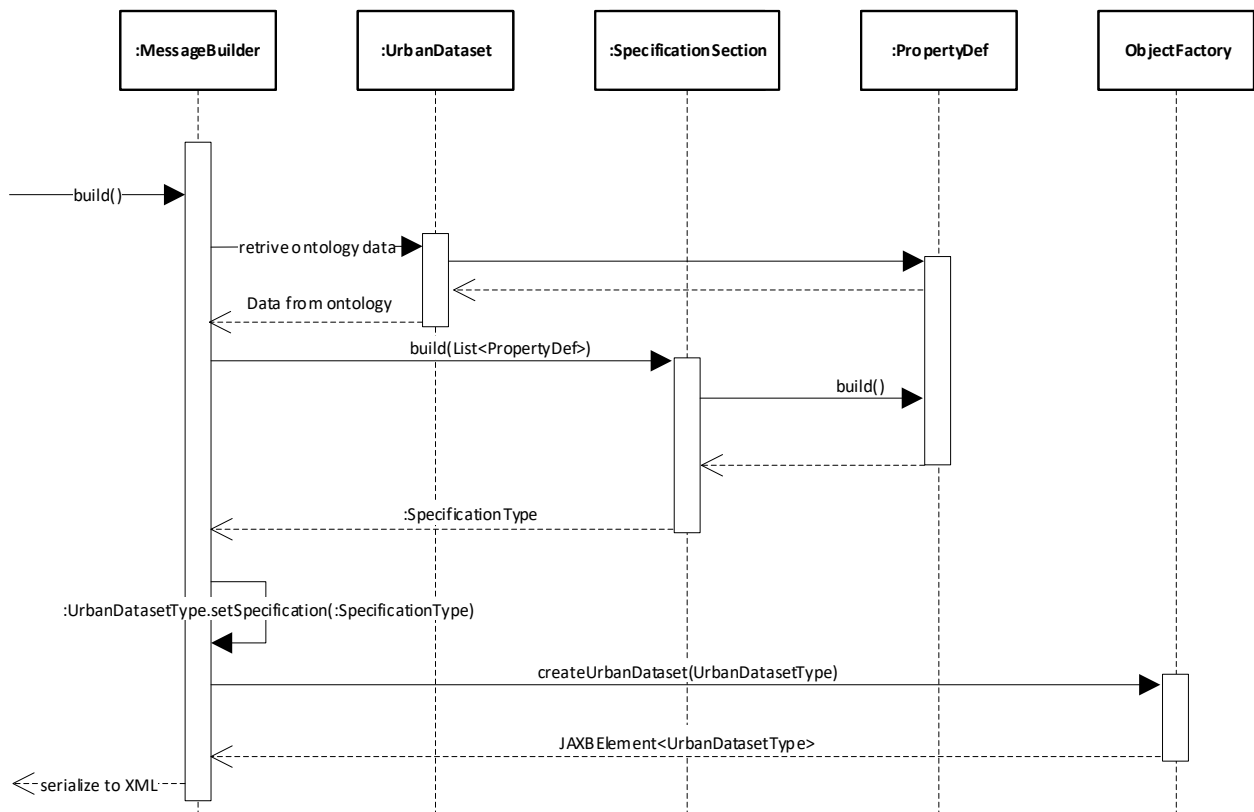 :MessageBuilder
:UrbanDataset
:SpecificationSection
:PropertyDef
ObjectFactory
build()
retrive ontology data
Data from ontology
build(List<PropertyDef>)
build()
:SpecificationType
:UrbanDatasetType.setSpecification(:SpecificationType)
createUrbanDataset(UrbanDatasetType)
JAXBElement<UrbanDatasetType>
serialize to XML